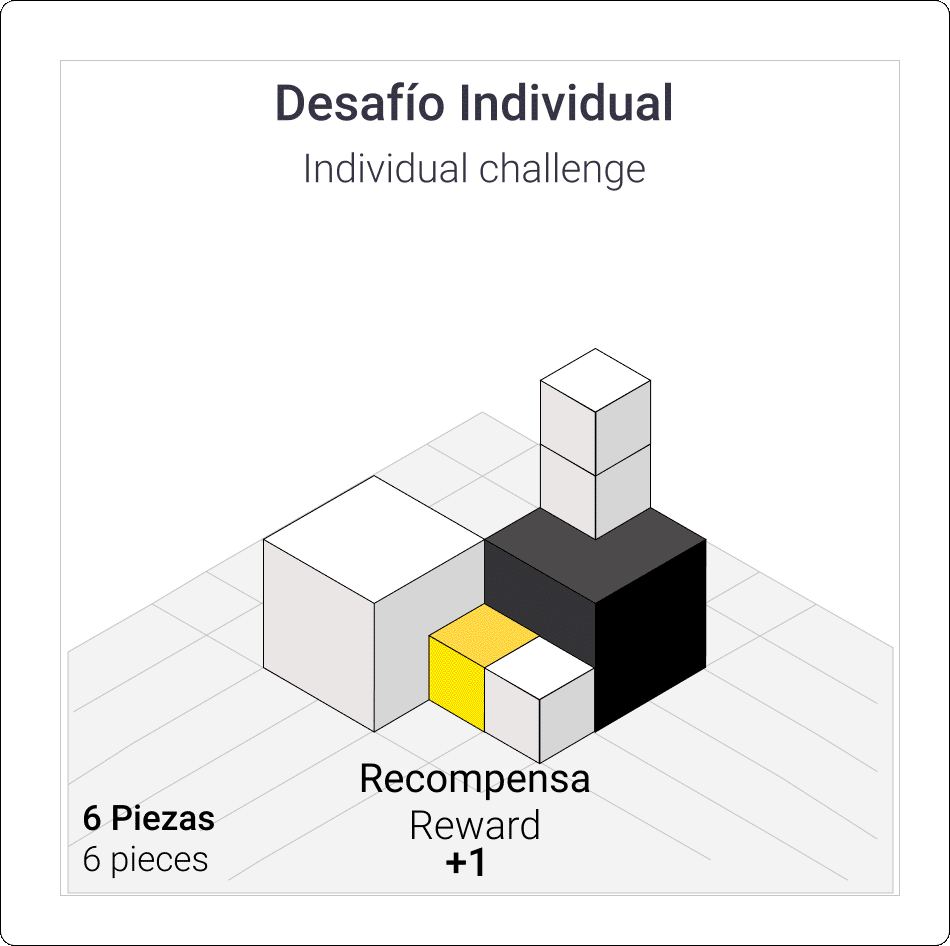 Desafío Individual
Individual challenge
Recompensa
Reward
+1
6 Piezas
6 pieces